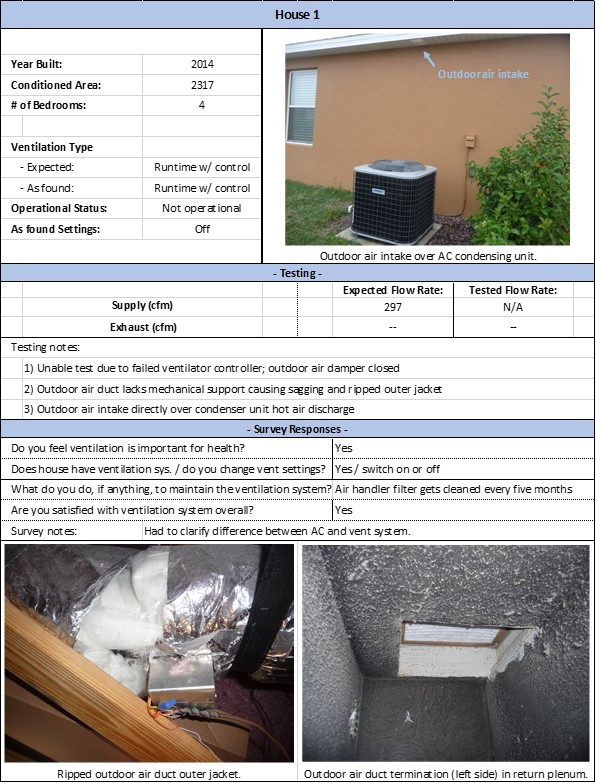 House 1
Year Built: 2014
Conditioned Area: 2317
# of Bedrooms: 4
Ventilation Type
- Expected: Runtime w/ control
- As found: Runtime w/ control
Operational Status: Not operational
As found Settings: Off
Outdoor air intake
Outdoor air intake over AC condensing unit.
- Testing -
Expected Flow Rate: Tested Flow Rate:
Supply (cfm) 297 N/A
Exhaust (cfm) -- --
Testing notes:
1) Unable test due to failed ventilator controller; outdoor air damper closed
2) Outdoor air duct lacks mechanical support causing sagging and ripped outer jacket
3) Outdoor air intake directly over condenser unit hot air discharge
- Survey Responses -
Do you feel ventilation is important for health? Yes
Does house have ventilation sys. / do you change vent settings? Yes / switch on or off
What do you do, if anything, to maintain the ventilation system? Air handler filter gets cleaned every five months
Are you satisfied with ventilation system overall? Yes
Survey notes: Had to clarify difference between AC and vent system.
Ripped outdoor air duct outer jacket.
Outdoor air duct termination (left side) in return plenum.